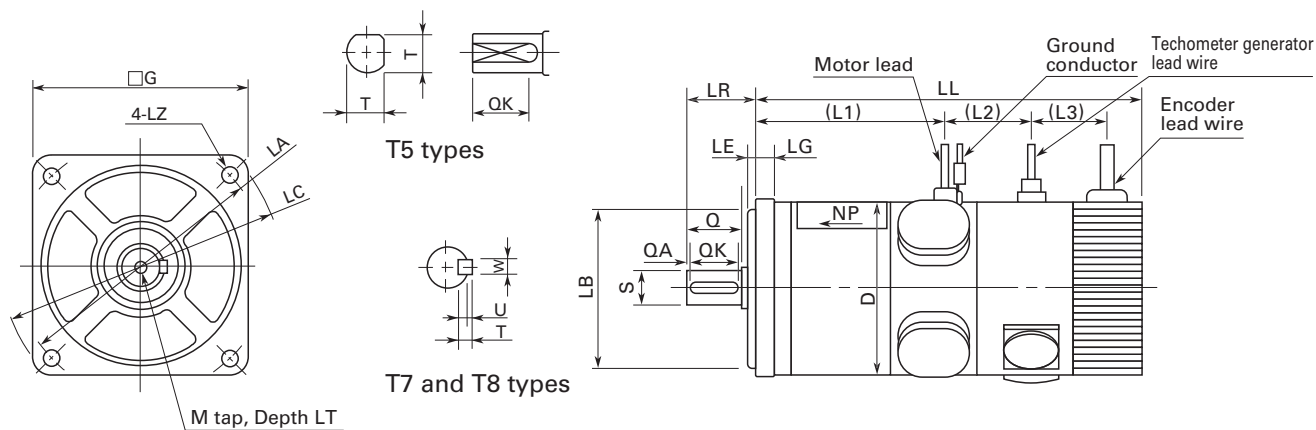 □G
4-LZ
LA
LC
M tap, Depth LT
T
T
QK
T5 types
W
U
T
T7 and T8 types
Motor lead
Ground
conductor
Techometer generator
lead wire
Encoder
lead wire
LR
LL
(L1)
(L2)
(L3)
LE
LG
NP
Q
QA
QK
LB
S
D